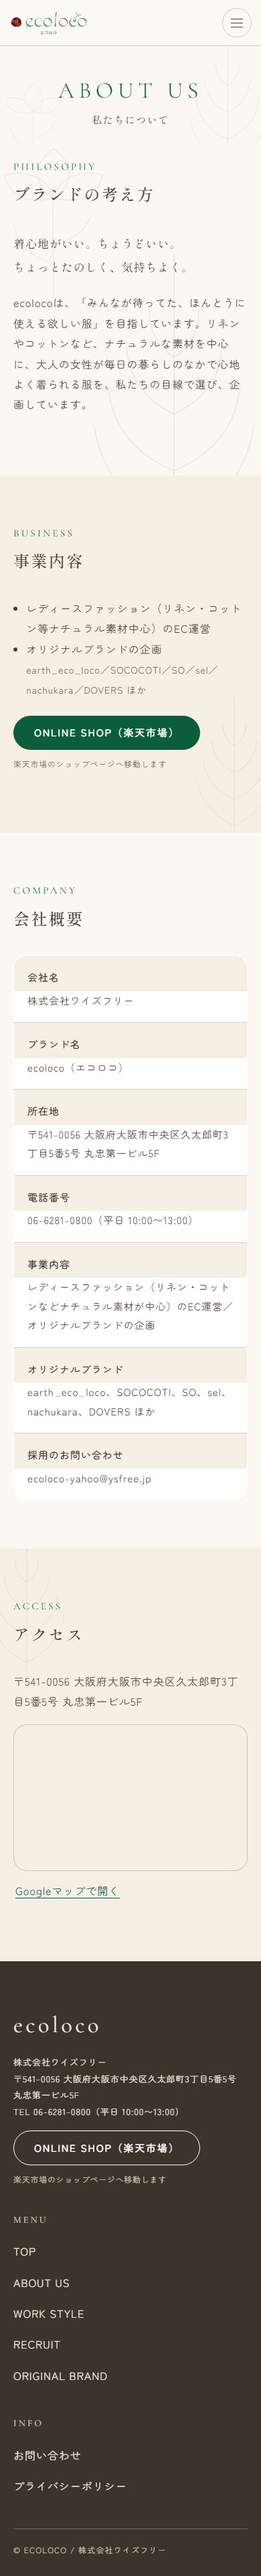 ecoloco
エコロコ
ABOUT US
私たちについて
PHILOSOPHY
ブランドの考え方
着心地がいい。ちょうどいい。
ちょっとたのしく、気持ちよく。
ecolocoは、「みんなが待ってた、ほんとうに
使える欲しい服」を目指しています。リネン
やコットンなど、ナチュラルな素材を中心
に、大人の女性が毎日の暮らしのなかで心地
よく着られる服を、私たちの目線で選び、企
画しています。
BUSINESS
事業内容
レディースファッション（リネン・コット
ン等ナチュラル素材中心）のEC運営
オリジナルブランドの企画
earth_eco_loco／SOCOCOTI／SO／sel／
nachukara／DOVERS ほか
ONLINE SHOP（楽天市場）
楽天市場のショップページへ移動します
COMPANY
会社概要
会社名
株式会社ワイズフリー
ブランド名
ecoloco（エコロコ）
所在地
〒541-0056 大阪府大阪市中央区久太郎町3
丁目5番5号 丸忠第一ビル5F
電話番号
06-6281-0800（平日 10:00〜13:00）
事業内容
レディースファッション（リネン・コット
ンなどナチュラル素材が中心）のEC運営／
オリジナルブランドの企画
オリジナルブランド
earth_eco_loco、SOCOCOTI、SO、sel、
nachukara、DOVERS ほか
採用のお問い合わせ
ecoloco-yahoo@ysfree.jp
ACCESS
アクセス
〒541-0056 大阪府大阪市中央区久太郎町3丁
目5番5号 丸忠第一ビル5F
Googleマップで開く
ecoloco
株式会社ワイズフリー
〒541-0056 大阪府大阪市中央区久太郎町3丁目5番5号
丸忠第一ビル5F
TEL 06-6281-0800（平日 10:00〜13:00）
ONLINE SHOP（楽天市場）
楽天市場のショップページへ移動します
MENU
TOP
ABOUT US
WORK STYLE
RECRUIT
ORIGINAL BRAND
INFO
お問い合わせ
プライバシーポリシー
© ECOLOCO / 株式会社ワイズフリー